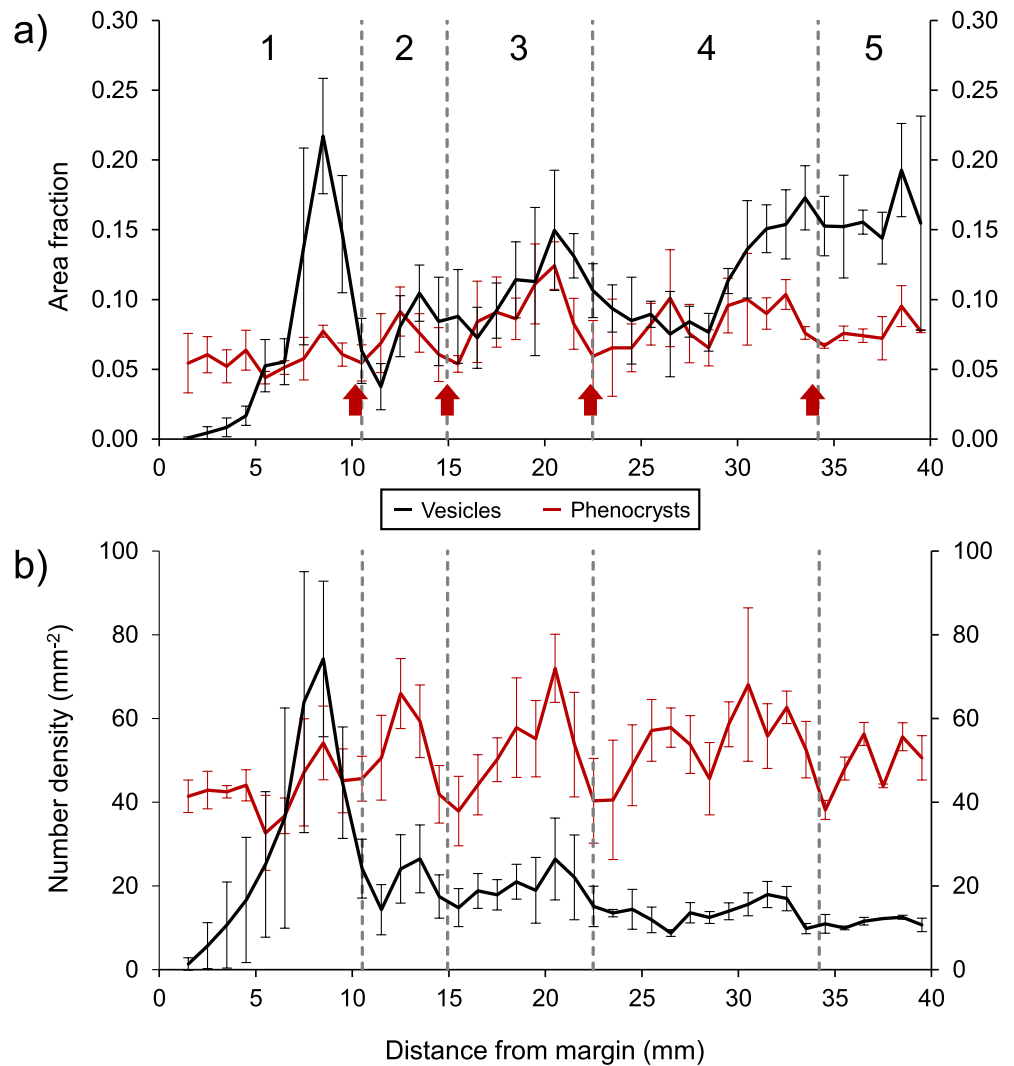 a)
1 2 3 4 5
0.30 0.30
0.25 0.25
0.20 0.20
0.15 0.15
0.10 0.10
0.05 0.05
0.00 0.00
Area fraction
0 5 10 15 20 25 30 35 40
Vesicles Phenocrysts
b)
100 100
80 80
60 60
40 40
20 20
0 0
Number density (mm⁻²)
0 5 10 15 20 25 30 35 40
Distance from margin (mm)